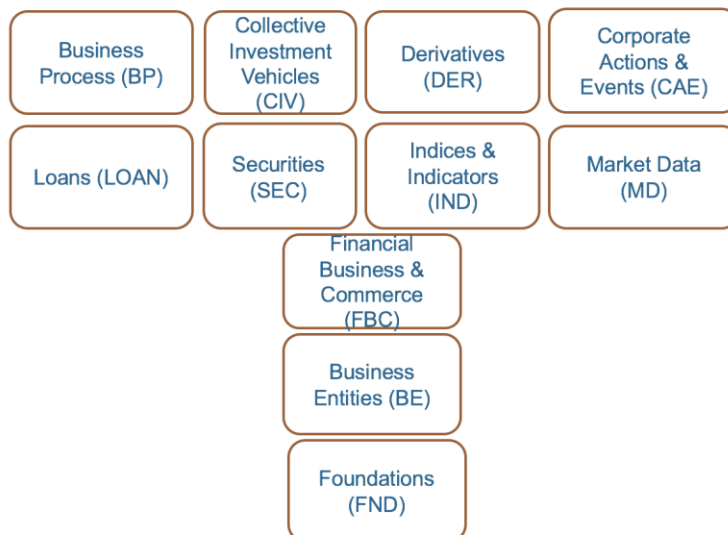 Business
Process (BP)
Collective
Investment
Vehicles
(CIV)
Derivatives
(DER)
Corporate
Actions &
Events (CAE)
Loans (LOAN)
Securities
(SEC)
Indices &
Indicators
(IND)
Market Data
(MD)
Financial
Business &
Commerce
(FBC)
Business
Entities (BE)
Foundations
(FND)